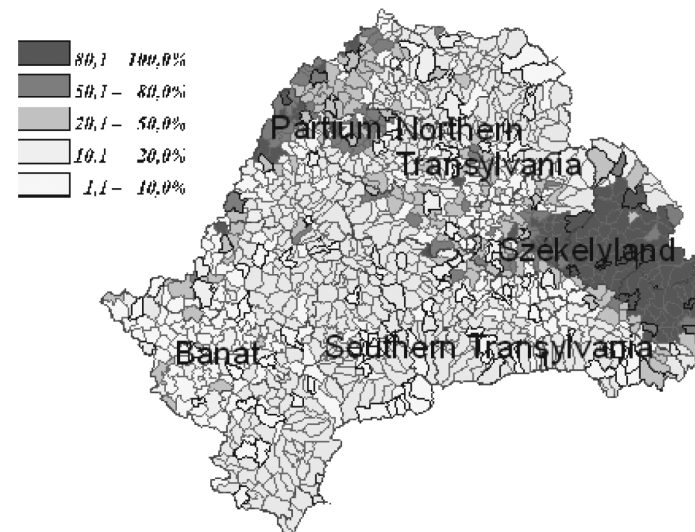 80,1 – 100,0%
50,1 – 80,0%
20,1 – 50,0%
10,1 20,0%
1,1 – 10,0%
Partium-Northern
Transylvania
Székelyland
Banat
Southern Transylvania